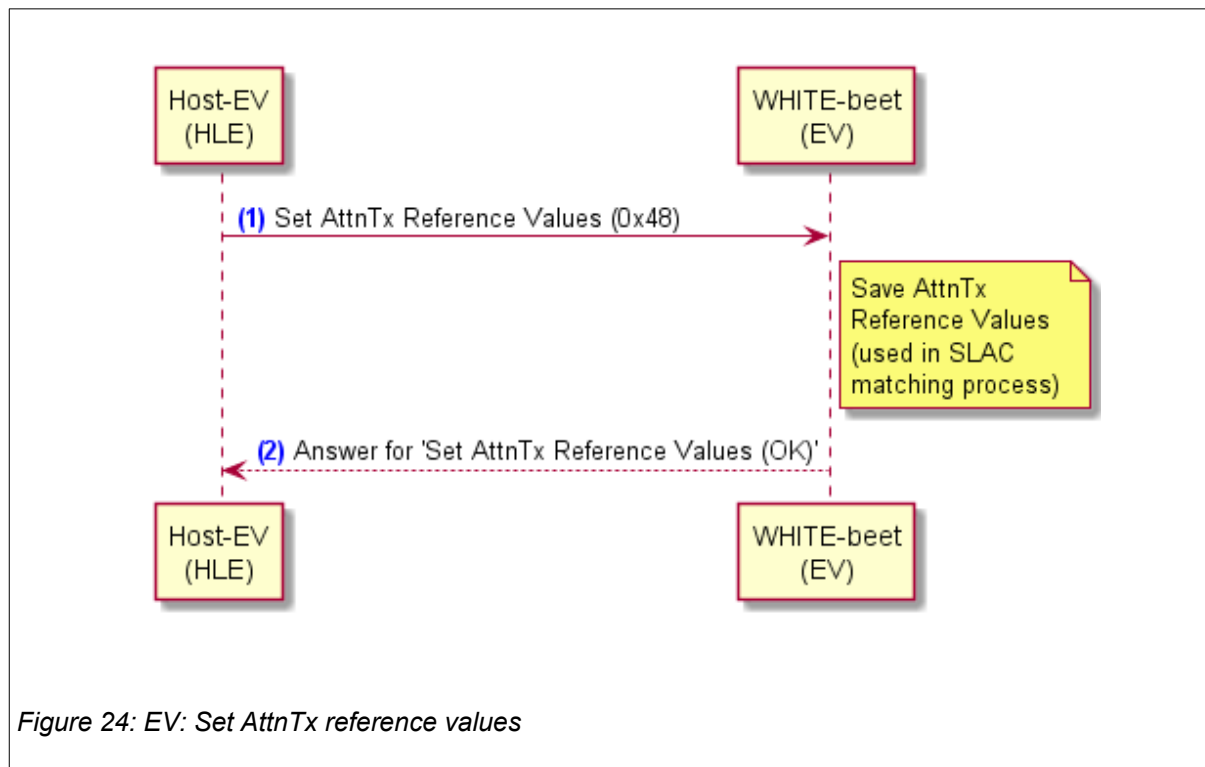 Host-EV
(HLE)
WHITE-beet
(EV)
(1) Set AttnTx Reference Values (0x48)
Save AttnTx
Reference Values
(used in SLAC
matching process)
(2) Answer for 'Set AttnTx Reference Values (OK)'
Host-EV
(HLE)
WHITE-beet
(EV)
Figure 24: EV: Set AttnTx reference values